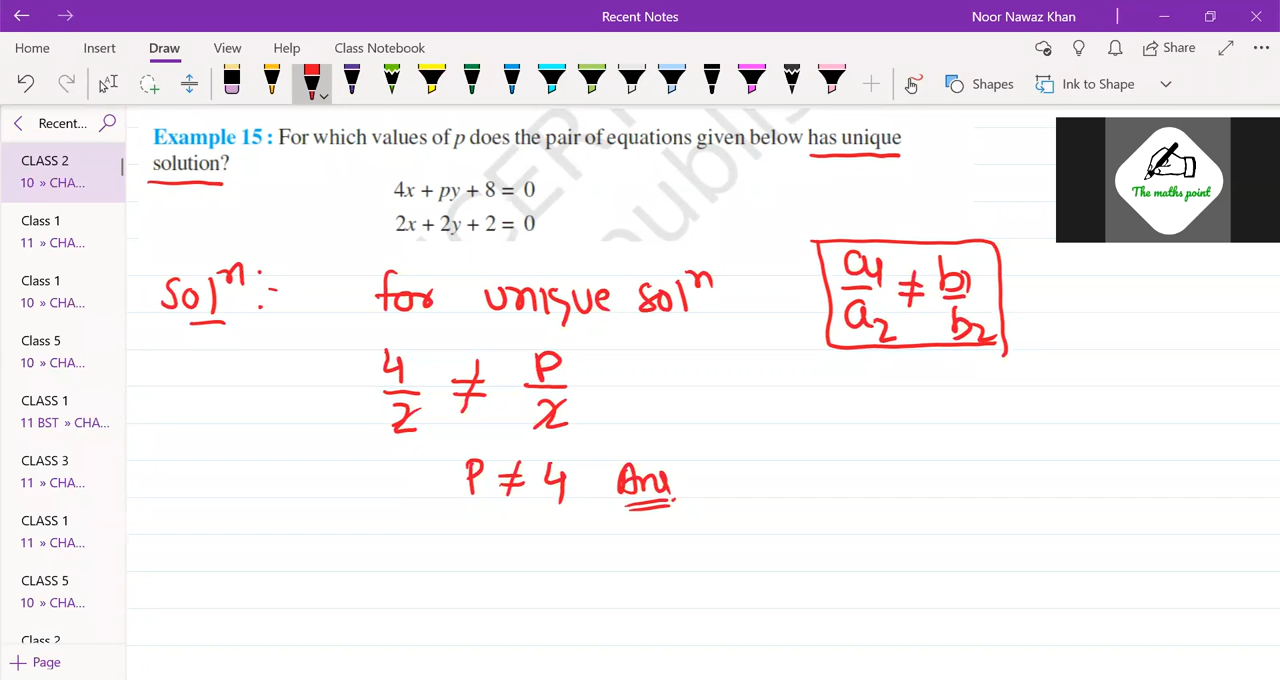 Recent Notes
Noor Nawaz Khan
Home Insert Draw View Help Class Notebook
Share
Shapes
Ink to Shape
Recent...
CLASS 2
10 » CHA...
Class 1
11 » CHA...
Class 1
10 » CHA...
Class 5
10 » CHA...
CLASS 1
11 BST » CHA...
CLASS 3
11 » CHA...
CLASS 1
11 » CHA...
CLASS 5
10 » CHA...
Class 2
+ Page
Example 15 : For which values of p does the pair of equations given below has unique
solution?
4x + py + 8 = 0
2x + 2y + 2 = 0
The maths point
Solⁿ :- for unique solⁿ
a1/a2 ≠ b1/b2
4/2 ≠ P/2
P ≠ 4 Ans.